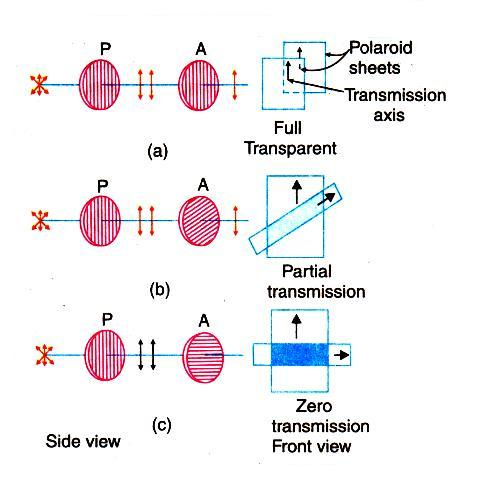 P
A
Polaroid
sheets
Transmission
axis
Full
Transparent
(a)
P
A
Partial
transmission
(b)
P
A
Zero
transmission
Front view
(c)
Side view